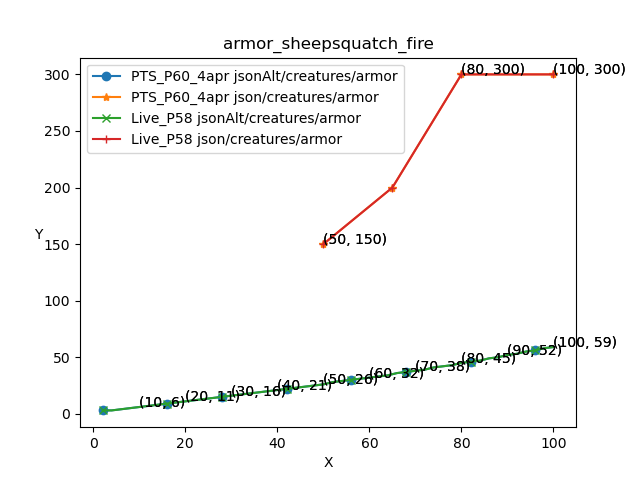 armor_sheepsquatch_fire
PTS_P60_4apr jsonAlt/creatures/armor
PTS_P60_4apr json/creatures/armor
Live_P58 jsonAlt/creatures/armor
Live_P58 json/creatures/armor
(80, 300)
(100, 300)
(50, 150)
(10, 6)
(20, 11)
(30, 16)
(40, 21)
(50, 26)
(60, 32)
(70, 38)
(80, 45)
(90, 52)
(100, 59)
300
250
200
150
100
50
0
Y
0 20 40 60 80 100
X